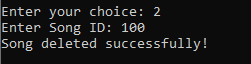 Enter your choice: 2
Enter Song ID: 100
Song deleted successfully!